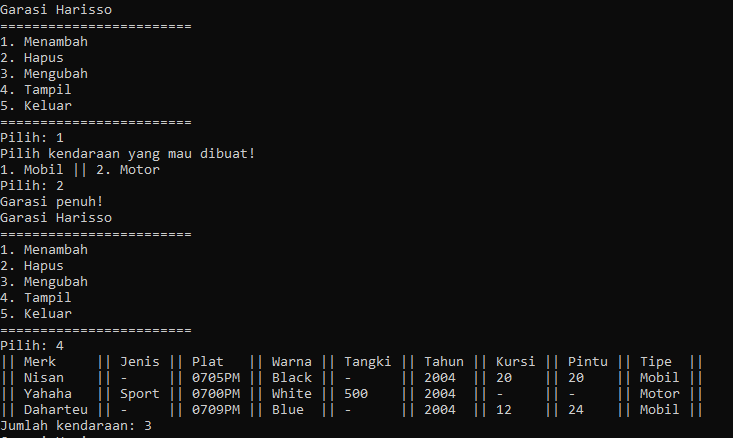 Garasi Harisso
========================
1. Menambah
2. Hapus
3. Mengubah
4. Tampil
5. Keluar
========================
Pilih: 1
Pilih kendaraan yang mau dibuat!
1. Mobil || 2. Motor
Pilih: 2
Garasi penuh!
Garasi Harisso
========================
1. Menambah
2. Hapus
3. Mengubah
4. Tampil
5. Keluar
========================
Pilih: 4
|| Merk     || Jenis || Plat   || Warna || Tangki || Tahun || Kursi || Pintu || Tipe  ||
|| Nisan    || -     || 0705PM || Black || -      || 2004  || 20    || 20    || Mobil ||
|| Yahaha   || Sport || 0700PM || White || 500    || 2004  || -     || -     || Motor ||
|| Daharteu || -     || 0709PM || Blue  || -      || 2004  || 12    || 24    || Mobil ||
Jumlah kendaraan: 3